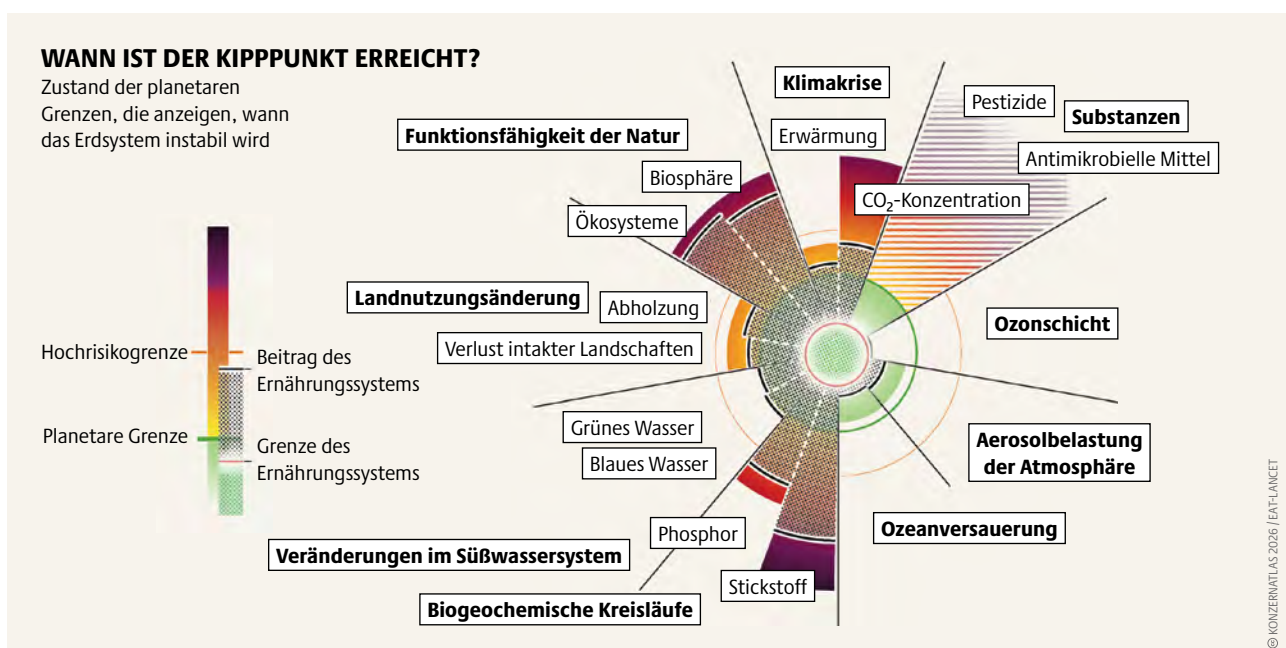 WANN IST DER KIPPPUNKT ERREICHT?
Zustand der planetaren
Grenzen, die anzeigen, wann
das Erdsystem instabil wird
Klimakrise
Erwärmung
CO₂-Konzentration
Pestizide
Substanzen
Antimikrobielle Mittel
Funktionsfähigkeit der Natur
Biosphäre
Ökosysteme
Landnutzungsänderung
Abholzung
Verlust intakter Landschaften
Ozonschicht
Hochrisikogrenze
Beitrag des
Ernährungssystems
Planetare Grenze
Grenze des
Ernährungssystems
Grünes Wasser
Blaues Wasser
Aerosolbelastung
der Atmosphäre
Ozeanversauerung
Phosphor
Veränderungen im Süßwassersystem
Stickstoff
Biogeochemische Kreisläufe
KONZERNATLAS 2026 / EAT-LANCET